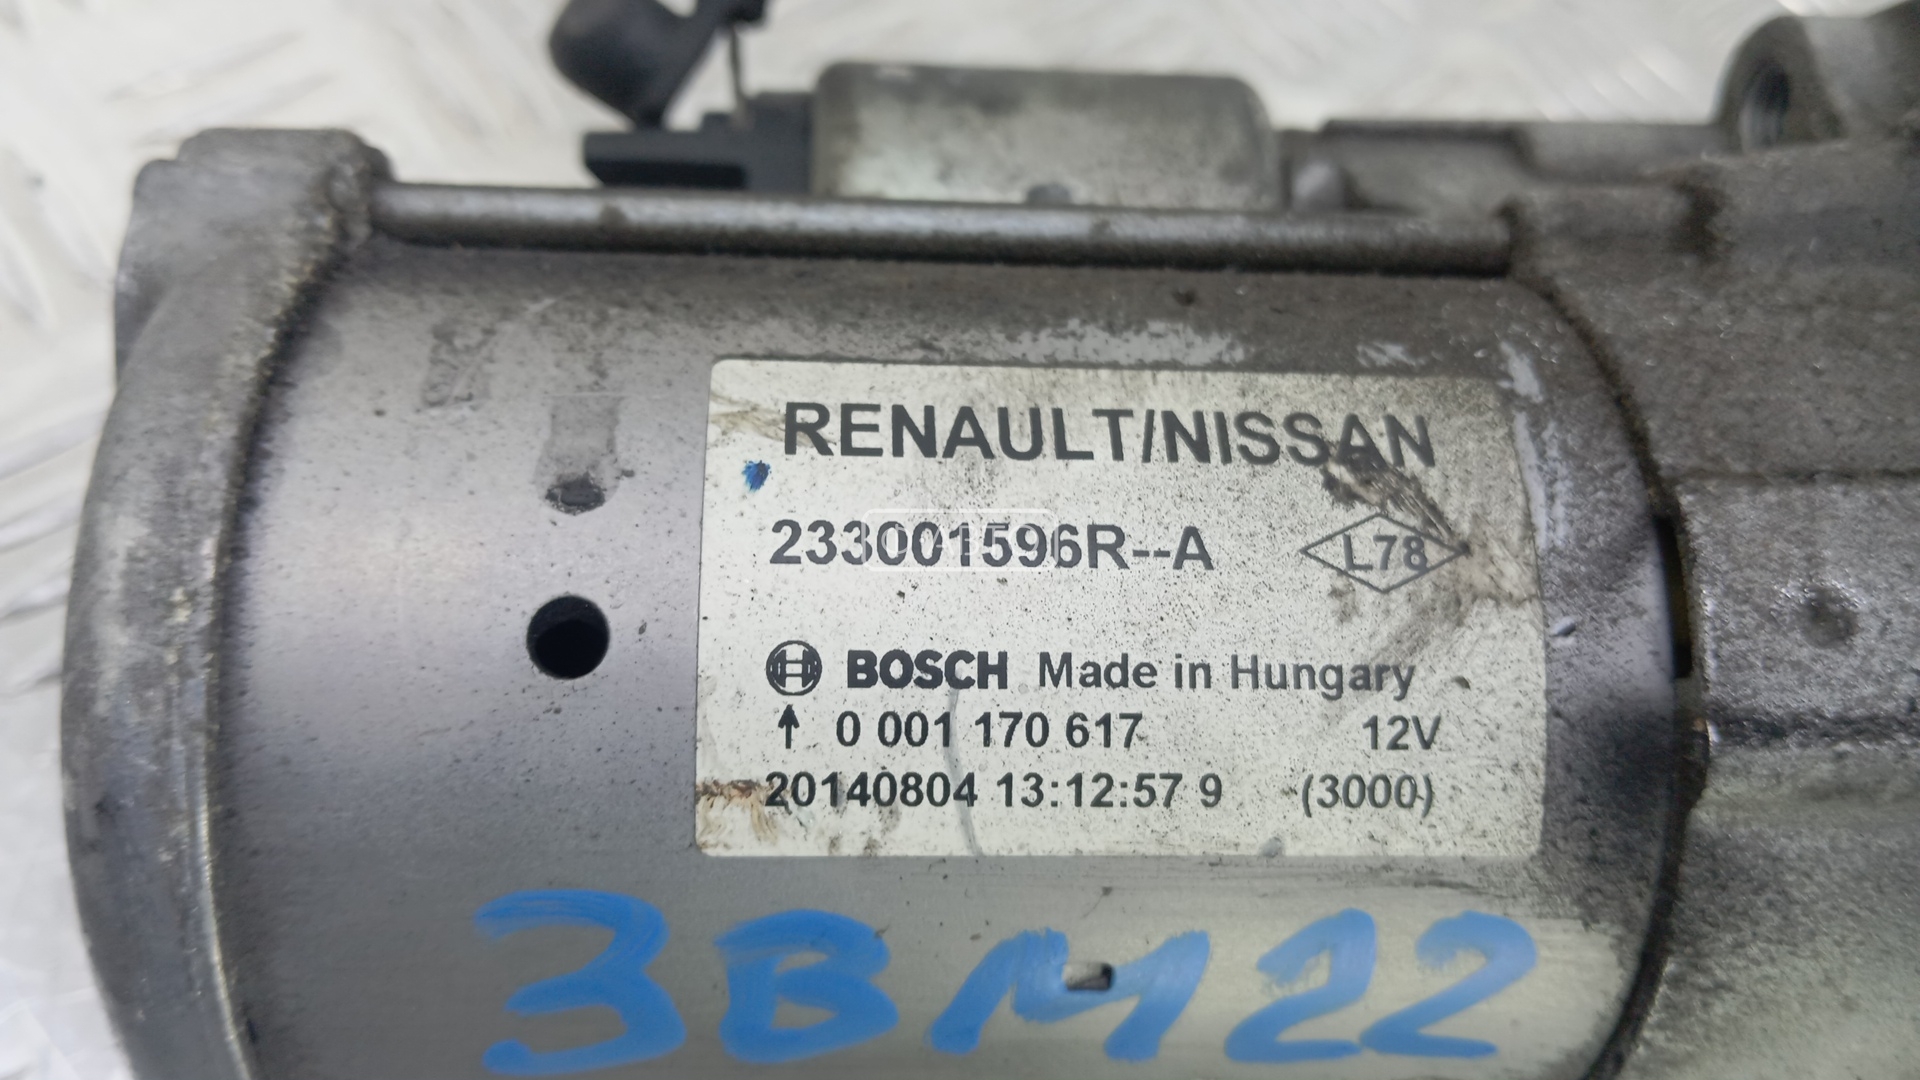 RENAULT/NISSAN
233001596R--A L78
BOSCH Made in Hungary
↑ 0 001 170 617 12V
20140804 13:12:57 9 (3000)
3BM22